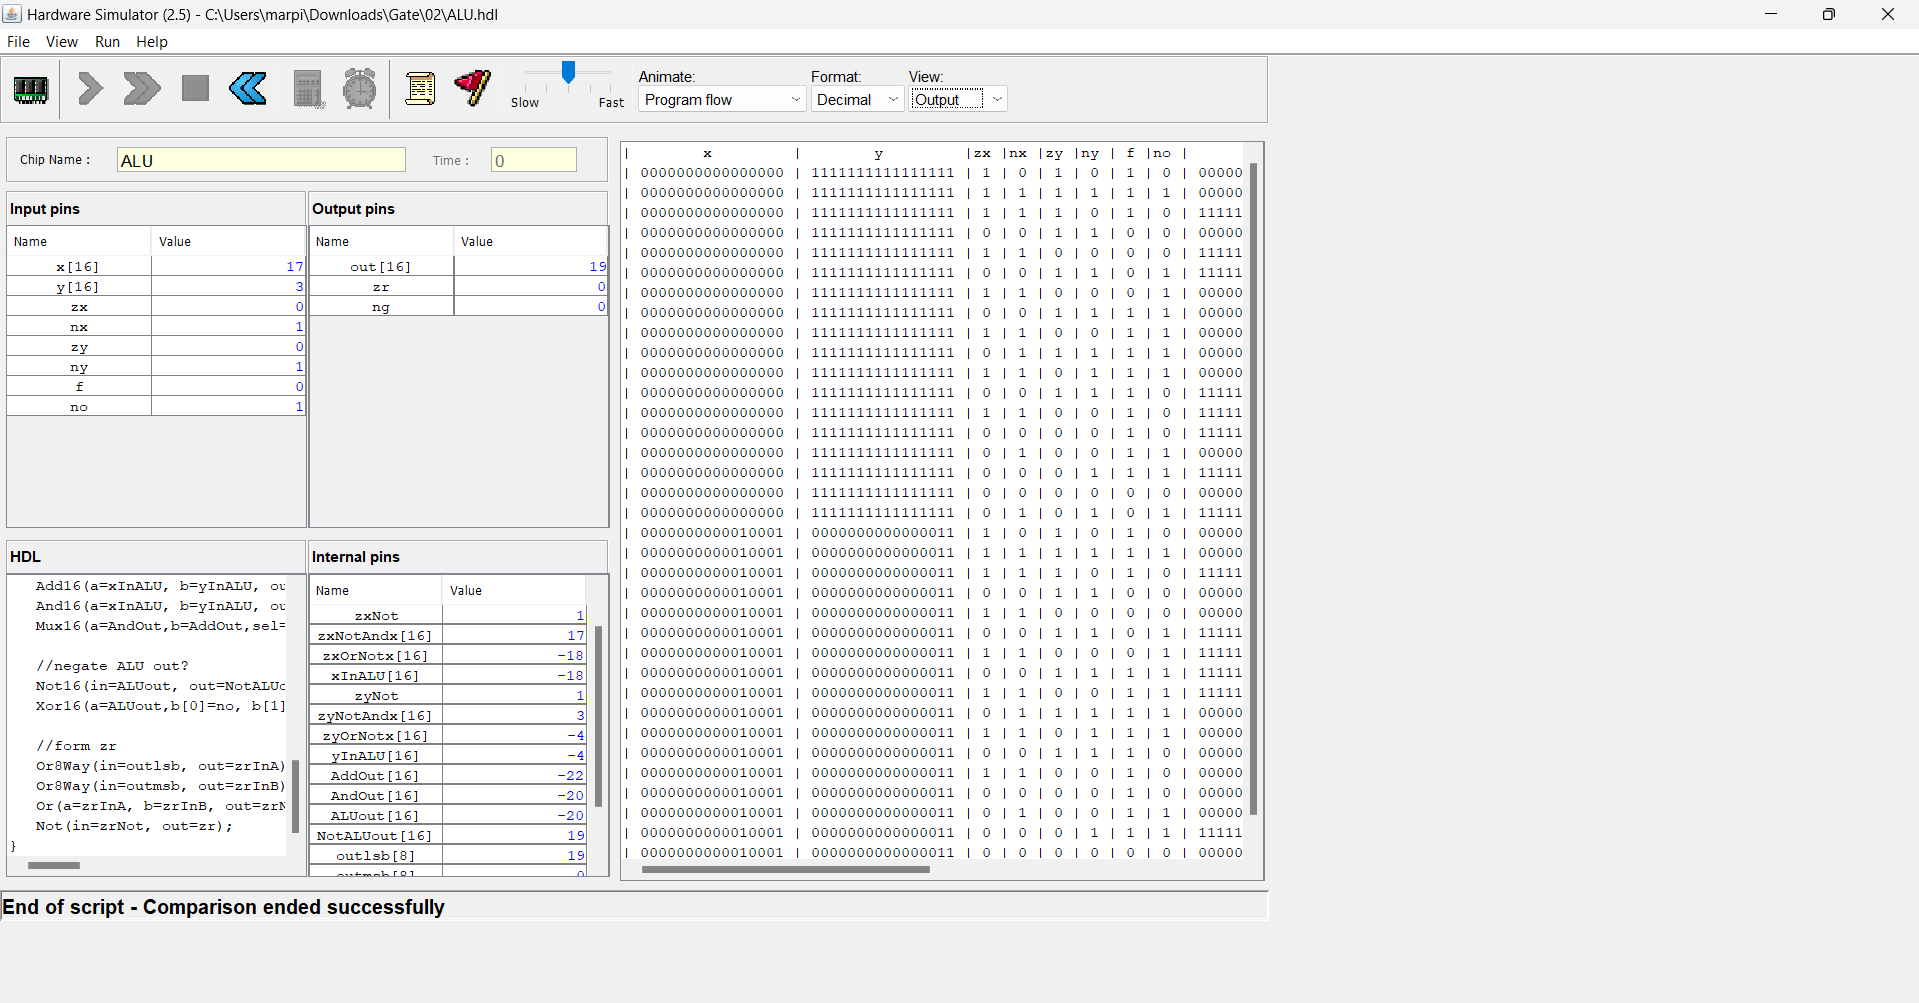 Hardware Simulator (2.5) - C:\Users\marpi\Downloads\Gate\02\ALU.hdl
File View Run Help
Slow Fast
Animate: Format: View:
Program flow Decimal Output
Chip Name : ALU Time : 0
Input pins
Name Value
x[16] 17
y[16] 3
zx 0
nx 1
zy 0
ny 1
f 0
no 1
Output pins
Name Value
out[16] 19
zr 0
ng 0
HDL
Add16(a=xInALU, b=yInALU, ou
And16(a=xInALU, b=yInALU, ou
Mux16(a=AndOut,b=AddOut,sel=
//negate ALU out?
Not16(in=ALUout, out=NotALUo
Xor16(a=ALUout,b[0]=no, b[1]
//form zr
Or8Way(in=outlsb, out=zrInA)
Or8Way(in=outmsb, out=zrInB)
Or(a=zrInA, b=zrInB, out=zrN
Not(in=zrNot, out=zr);
}
Internal pins
Name Value
zxNot 1
zxNotAndx[16] 17
zxOrNotx[16] -18
xInALU[16] -18
zyNot 1
zyNotAndx[16] 3
zyOrNotx[16] -4
yInALU[16] -4
AddOut[16] -22
AndOut[16] -20
ALUout[16] -20
NotALUout[16] 19
outlsb[8] 19
outmsb[8] 0
| x | y |zx |nx |zy |ny | f |no |
| 0000000000000000 | 1111111111111111 | 1 | 0 | 1 | 0 | 1 | 0 | 00000
| 0000000000000000 | 1111111111111111 | 1 | 1 | 1 | 1 | 1 | 1 | 00000
| 0000000000000000 | 1111111111111111 | 1 | 1 | 1 | 0 | 1 | 0 | 11111
| 0000000000000000 | 1111111111111111 | 0 | 0 | 1 | 1 | 0 | 0 | 00000
| 0000000000000000 | 1111111111111111 | 1 | 1 | 0 | 0 | 0 | 0 | 11111
| 0000000000000000 | 1111111111111111 | 0 | 0 | 1 | 1 | 0 | 1 | 11111
| 0000000000000000 | 1111111111111111 | 1 | 1 | 0 | 0 | 0 | 1 | 00000
| 0000000000000000 | 1111111111111111 | 0 | 0 | 1 | 1 | 1 | 1 | 00000
| 0000000000000000 | 1111111111111111 | 1 | 1 | 0 | 0 | 1 | 1 | 00000
| 0000000000000000 | 1111111111111111 | 0 | 1 | 1 | 1 | 1 | 1 | 00000
| 0000000000000000 | 1111111111111111 | 1 | 1 | 0 | 1 | 1 | 1 | 00000
| 0000000000000000 | 1111111111111111 | 0 | 0 | 1 | 1 | 1 | 0 | 11111
| 0000000000000000 | 1111111111111111 | 1 | 1 | 0 | 0 | 1 | 0 | 11111
| 0000000000000000 | 1111111111111111 | 0 | 0 | 0 | 0 | 1 | 0 | 11111
| 0000000000000000 | 1111111111111111 | 0 | 1 | 0 | 0 | 1 | 1 | 00000
| 0000000000000000 | 1111111111111111 | 0 | 0 | 0 | 1 | 1 | 1 | 11111
| 0000000000000000 | 1111111111111111 | 0 | 0 | 0 | 0 | 0 | 0 | 00000
| 0000000000000000 | 1111111111111111 | 0 | 1 | 0 | 1 | 0 | 1 | 11111
| 0000000000010001 | 0000000000000011 | 1 | 0 | 1 | 0 | 1 | 0 | 00000
| 0000000000010001 | 0000000000000011 | 1 | 1 | 1 | 1 | 1 | 1 | 00000
| 0000000000010001 | 0000000000000011 | 1 | 1 | 1 | 0 | 1 | 0 | 11111
| 0000000000010001 | 0000000000000011 | 0 | 0 | 1 | 1 | 0 | 0 | 00000
| 0000000000010001 | 0000000000000011 | 1 | 1 | 0 | 0 | 0 | 0 | 00000
| 0000000000010001 | 0000000000000011 | 0 | 0 | 1 | 1 | 0 | 1 | 11111
| 0000000000010001 | 0000000000000011 | 1 | 1 | 0 | 0 | 0 | 1 | 11111
| 0000000000010001 | 0000000000000011 | 0 | 0 | 1 | 1 | 1 | 1 | 11111
| 0000000000010001 | 0000000000000011 | 1 | 1 | 0 | 0 | 1 | 1 | 11111
| 0000000000010001 | 0000000000000011 | 0 | 1 | 1 | 1 | 1 | 1 | 00000
| 0000000000010001 | 0000000000000011 | 1 | 1 | 0 | 1 | 1 | 1 | 00000
| 0000000000010001 | 0000000000000011 | 0 | 0 | 1 | 1 | 1 | 0 | 00000
| 0000000000010001 | 0000000000000011 | 1 | 1 | 0 | 0 | 1 | 0 | 00000
| 0000000000010001 | 0000000000000011 | 0 | 0 | 0 | 0 | 1 | 0 | 00000
| 0000000000010001 | 0000000000000011 | 0 | 1 | 0 | 0 | 1 | 1 | 00000
| 0000000000010001 | 0000000000000011 | 0 | 0 | 0 | 1 | 1 | 1 | 11111
| 0000000000010001 | 0000000000000011 | 0 | 0 | 0 | 0 | 0 | 0 | 00000
End of script - Comparison ended successfully